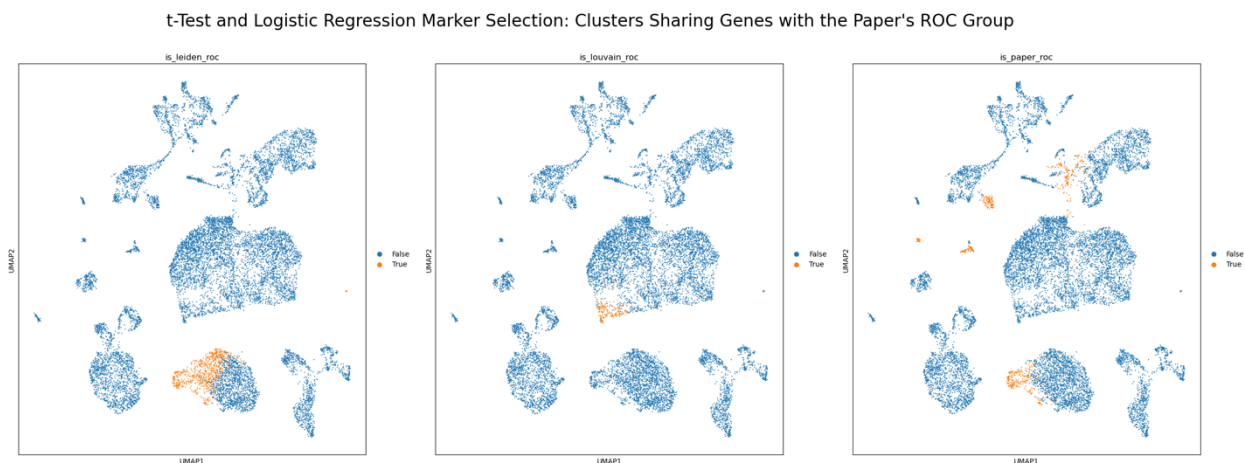 t-Test and Logistic Regression Marker Selection: Clusters Sharing Genes with the Paper's ROC Group
is_leiden_roc
is_louvain_roc
is_paper_roc
UMAP2
False
True
UMAP2
False
True
UMAP2
False
True
UMAP1
UMAP1
UMAP1